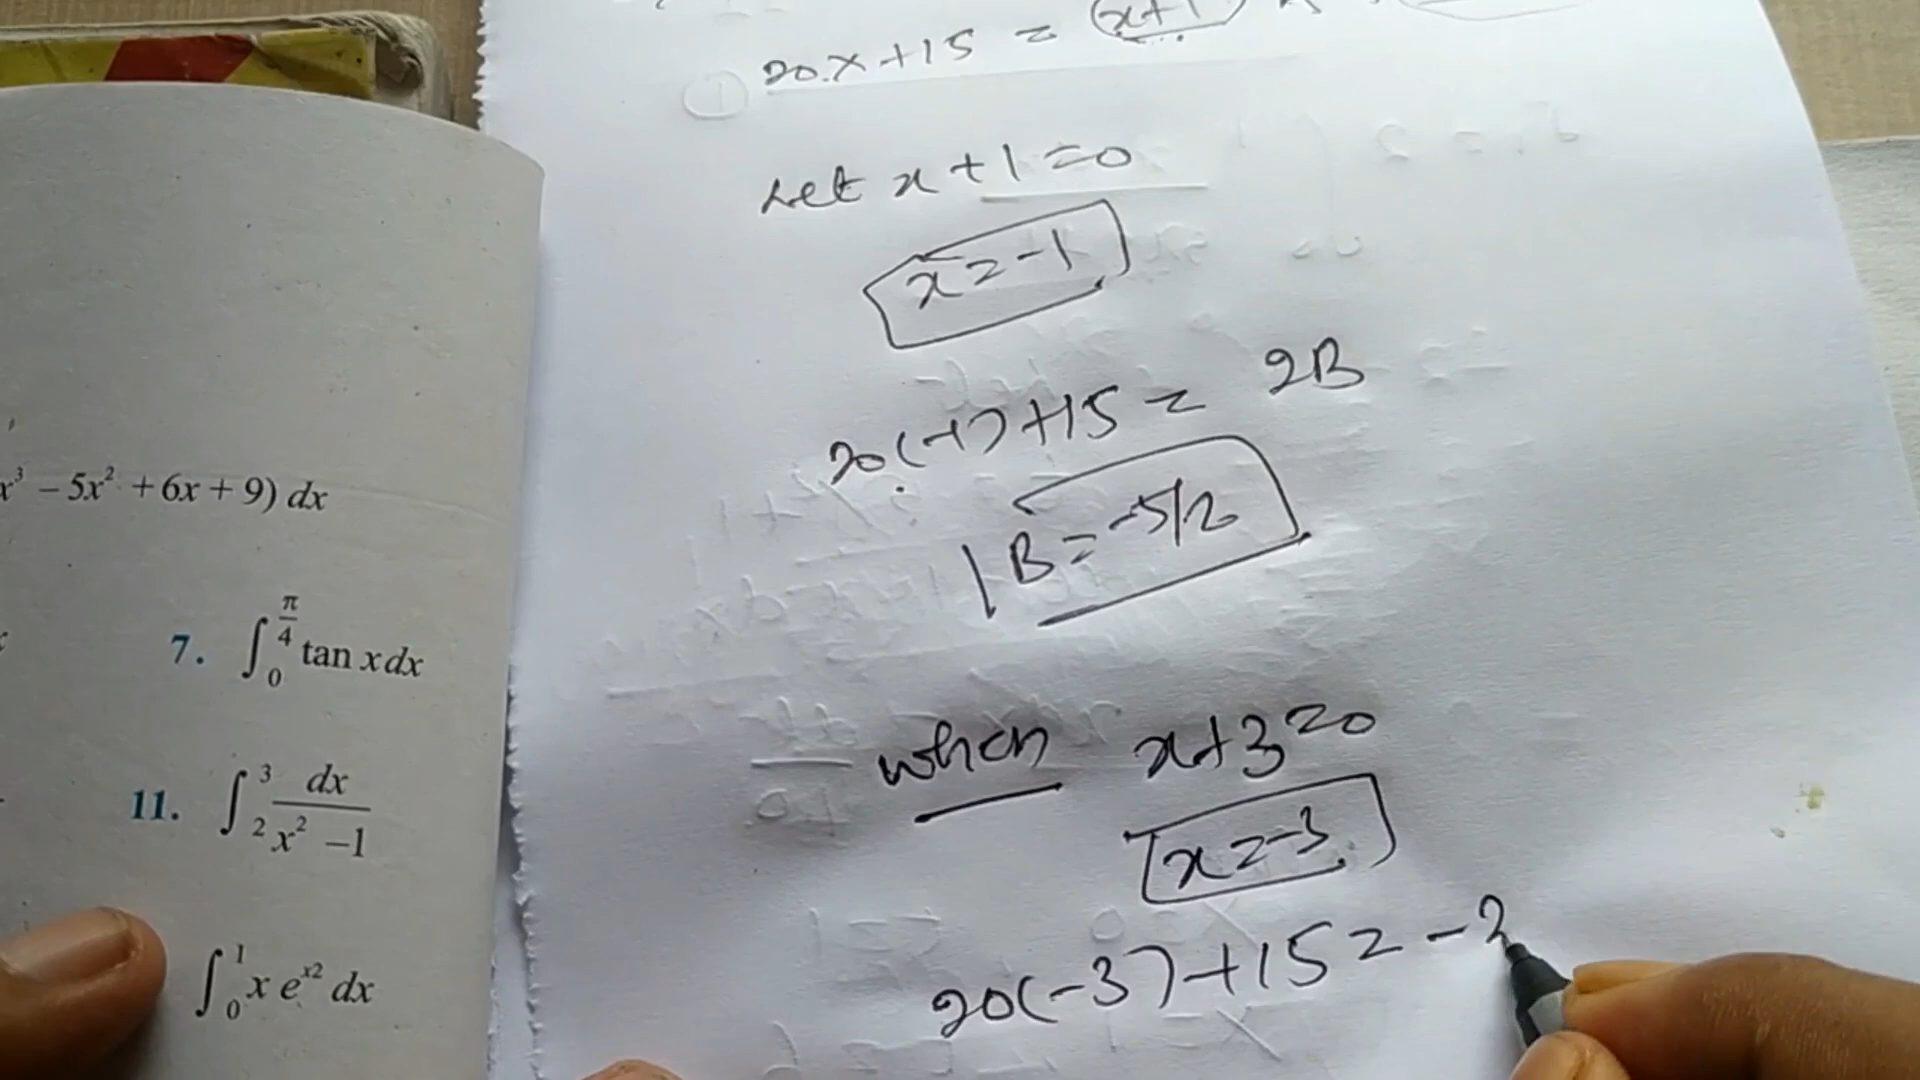 20x+15 = (x+1)
Let x+1=0
x=-1
20(-1)+15 = 2B
B=-5/2
when x+3=0
x=-3
20(-3)+15=-2
x³ – 5x² + 6x + 9) dx
7. ∫₀^{π/4} tan x dx
11. ∫₂³ dx/(x² – 1)
∫₀¹ x e^{x2} dx